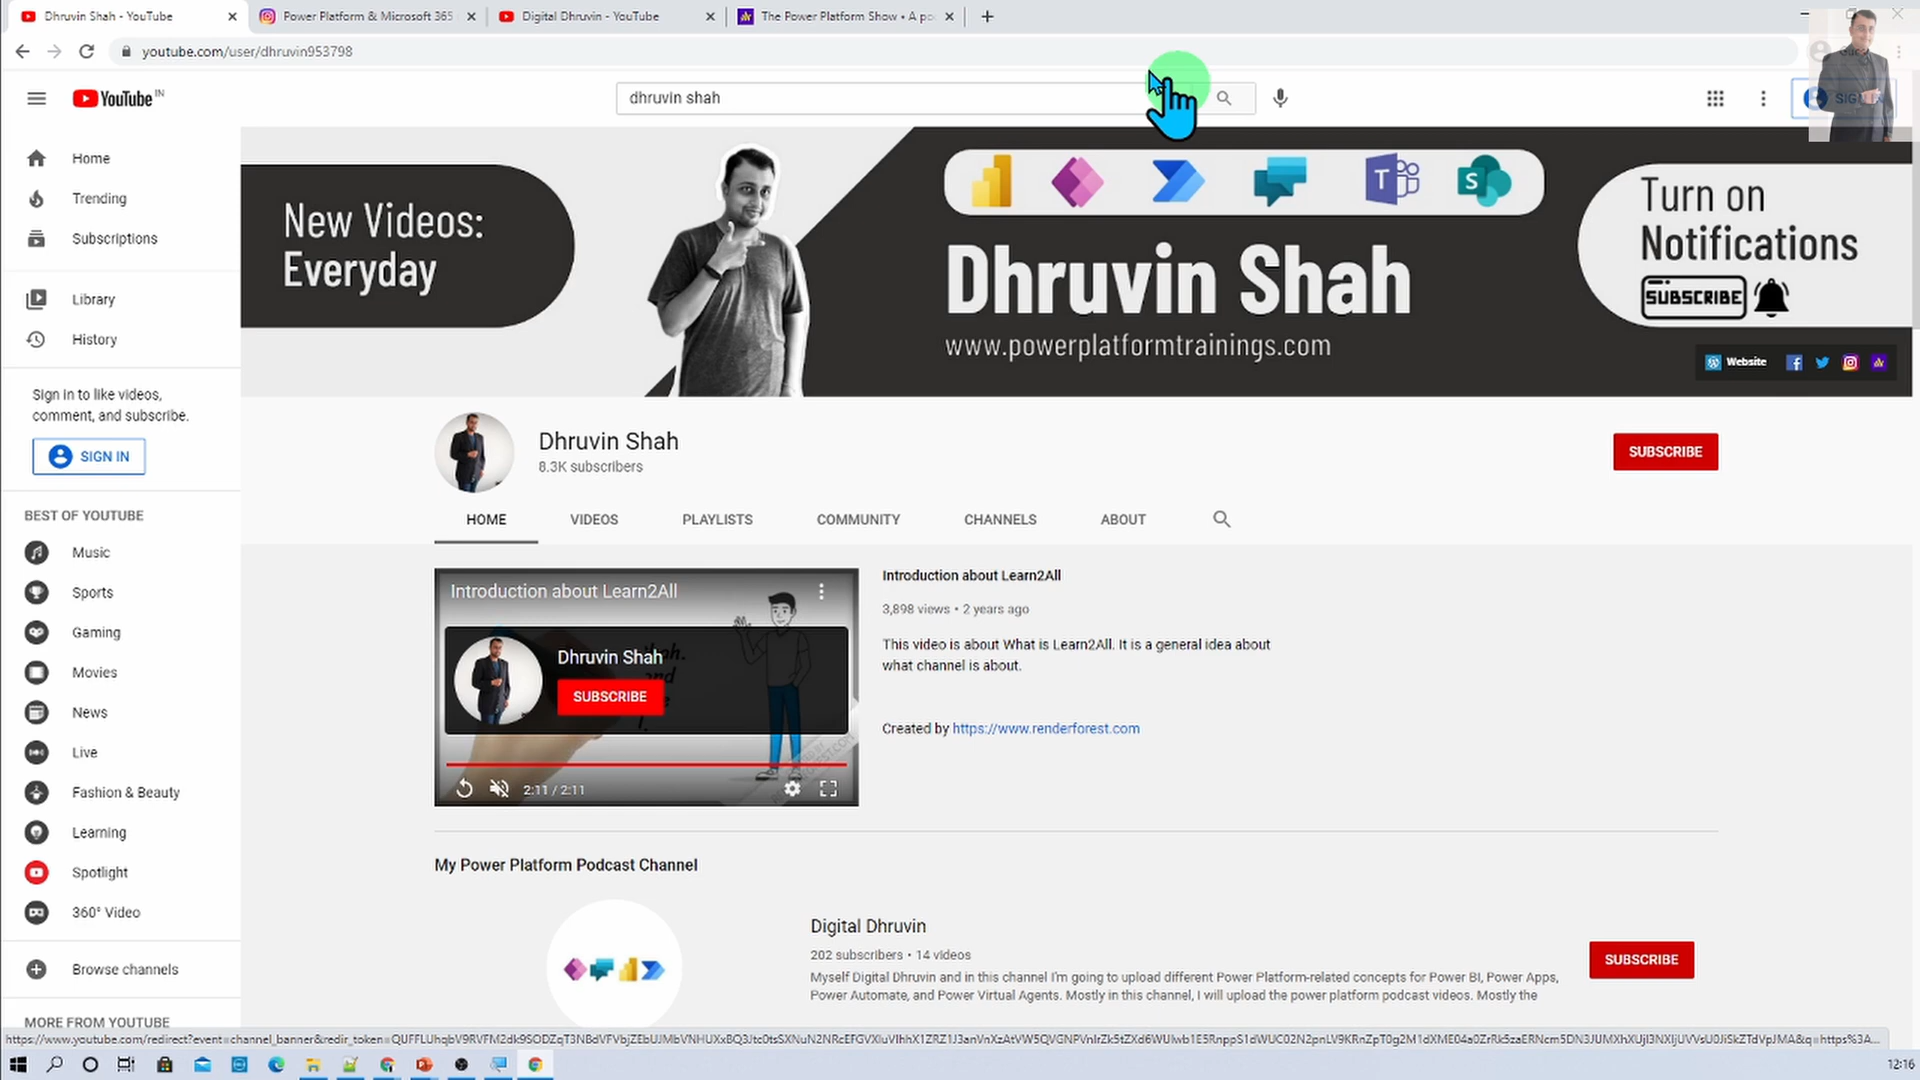 Dhruvin Shah - YouTube
Power Platform & Microsoft 365
Digital Dhruvin - YouTube
The Power Platform Show • A po
youtube.com/user/dhruvin953798
YouTube IN
dhruvin shah
SIGN IN
Home
Trending
Subscriptions
Library
History
Sign in to like videos,
comment, and subscribe.
SIGN IN
BEST OF YOUTUBE
Music
Sports
Gaming
Movies
News
Live
Fashion & Beauty
Learning
Spotlight
360° Video
Browse channels
MORE FROM YOUTUBE
New Videos:
Everyday
Dhruvin Shah
www.powerplatformtrainings.com
Turn on
Notifications
SUBSCRIBE
Website
Dhruvin Shah
8.3K subscribers
SUBSCRIBE
HOME
VIDEOS
PLAYLISTS
COMMUNITY
CHANNELS
ABOUT
Introduction about Learn2All
Dhruvin Shah
SUBSCRIBE
2:11 / 2:11
Introduction about Learn2All
3,898 views • 2 years ago
This video is about What is Learn2All. It is a general idea about
what channel is about.
Created by https://www.renderforest.com
My Power Platform Podcast Channel
Digital Dhruvin
202 subscribers • 14 videos
Myself Digital Dhruvin and in this channel I'm going to upload different Power Platform-related concepts for Power BI, Power Apps,
Power Automate, and Power Virtual Agents. Mostly in this channel, I will upload the power platform podcast videos. Mostly the
SUBSCRIBE
12:16